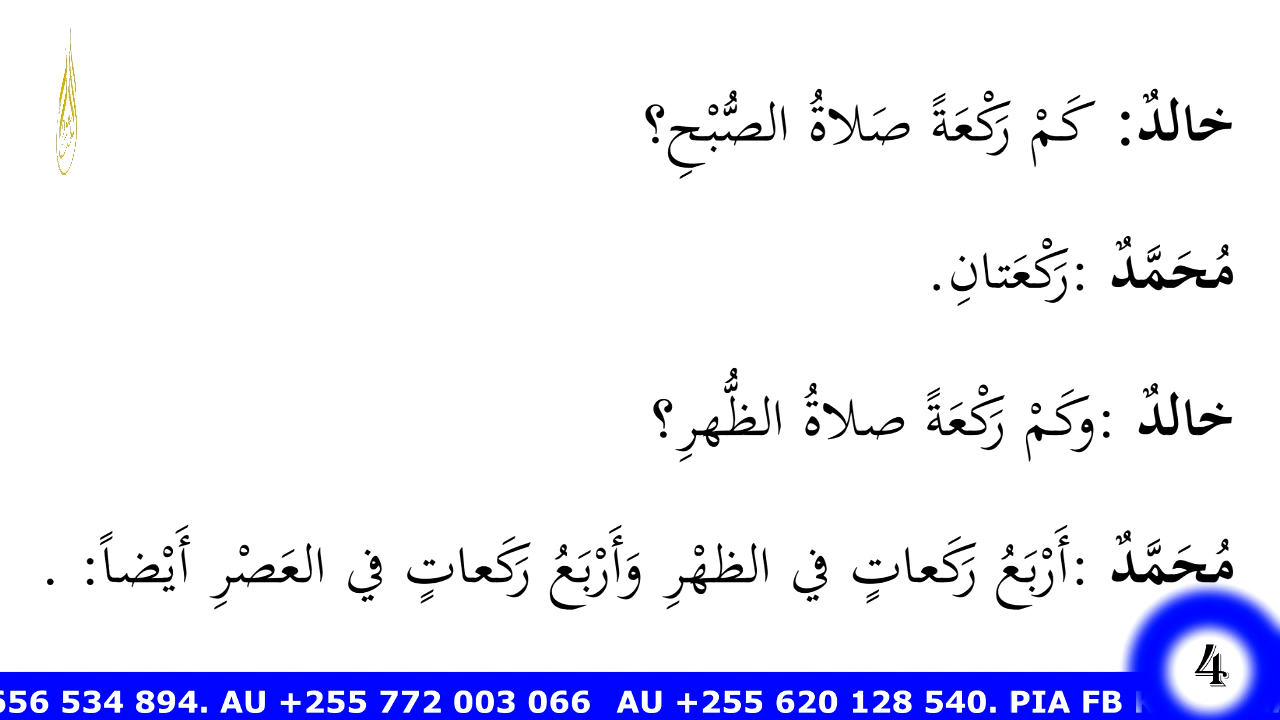 خالدٌ: كَمْ رَكْعَةً صَلاةُ الصُّبْحِ؟
مُحَمَّدٌ :رَكْعَتانِ.
خالدٌ :وكَمْ رَكْعَةً صلاةُ الظُّهرِ؟
مُحَمَّدٌ :أَرْبَعُ رَكَعاتٍ في الظهْرِ وَأَرْبَعُ رَكَعاتٍ في العَصْرِ أَيْضاً: .
4
656 534 894. AU +255 772 003 066 AU +255 620 128 540. PIA FB